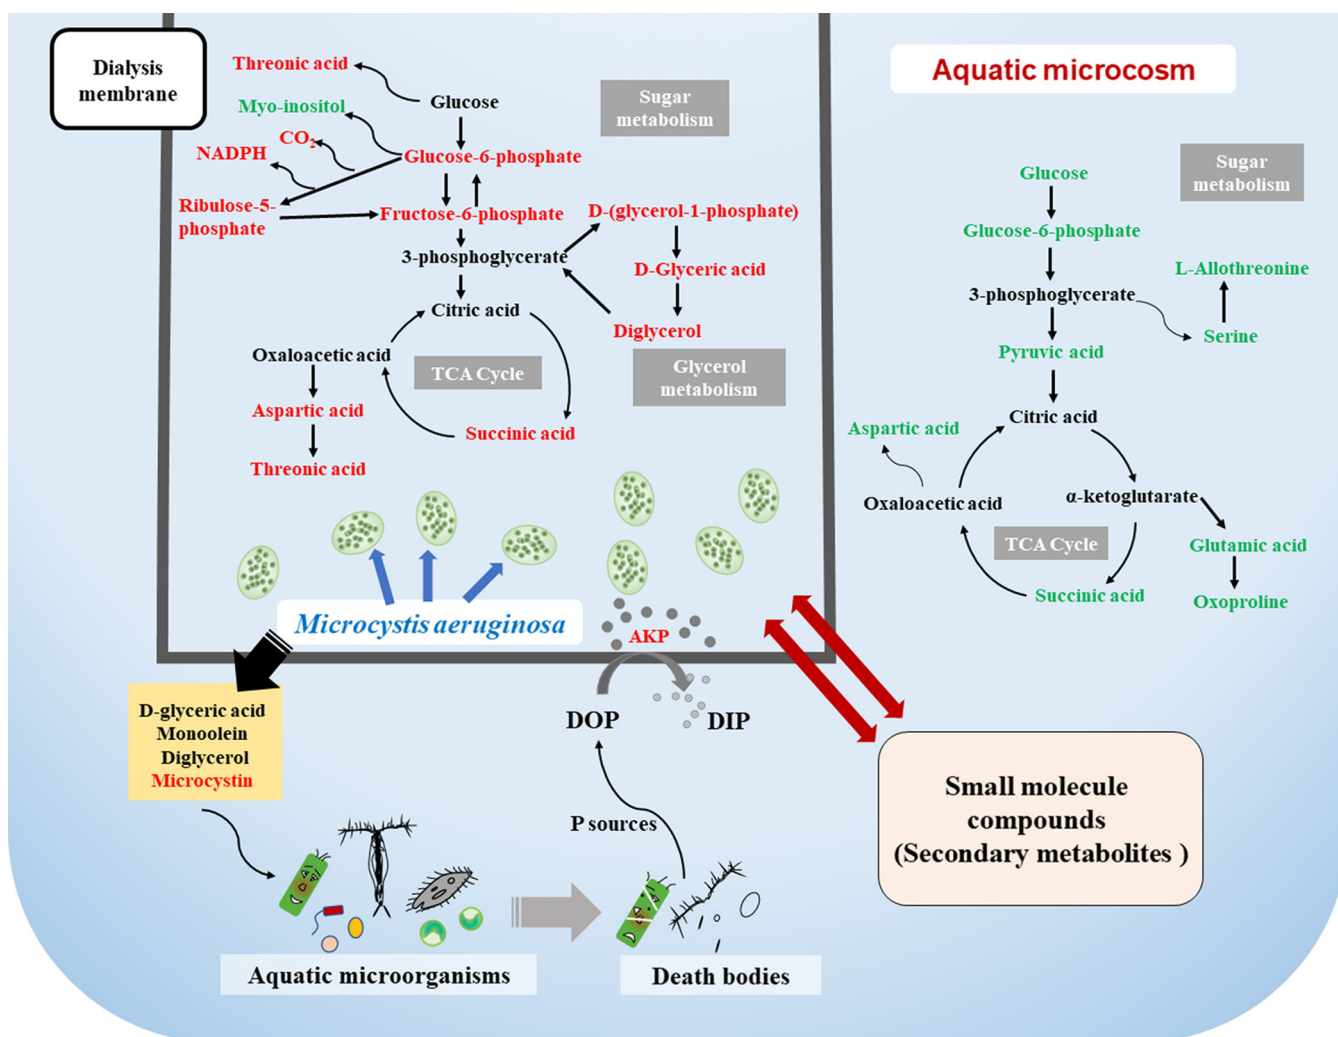 Dialysis
membrane
Threonic acid
Myo-inositol
Glucose
CO₂
NADPH
Glucose-6-phosphate
Ribulose-5-
phosphate
Fructose-6-phosphate
D-(glycerol-1-phosphate)
3-phosphoglycerate
D-Glyceric acid
Citric acid
Diglycerol
Oxaloacetic acid
TCA Cycle
Aspartic acid
Succinic acid
Threonic acid
Sugar
metabolism
Glycerol
metabolism
Microcystis aeruginosa
AKP
DOP
DIP
D-glyceric acid
Monoolein
Diglycerol
Microcystin
P sources
Aquatic microorganisms
Death bodies
Aquatic microcosm
Sugar
metabolism
Glucose
Glucose-6-phosphate
L-Allothreonine
3-phosphoglycerate
Serine
Pyruvic acid
Citric acid
Aspartic acid
Oxaloacetic acid
α-ketoglutarate
TCA Cycle
Glutamic acid
Succinic acid
Oxoproline
Small molecule
compounds
(Secondary metabolites )